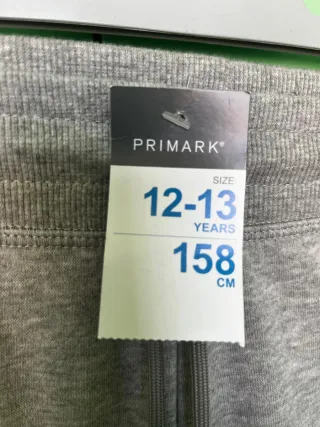 PRIMARK®
SIZE
12-13
YEARS
158
CM